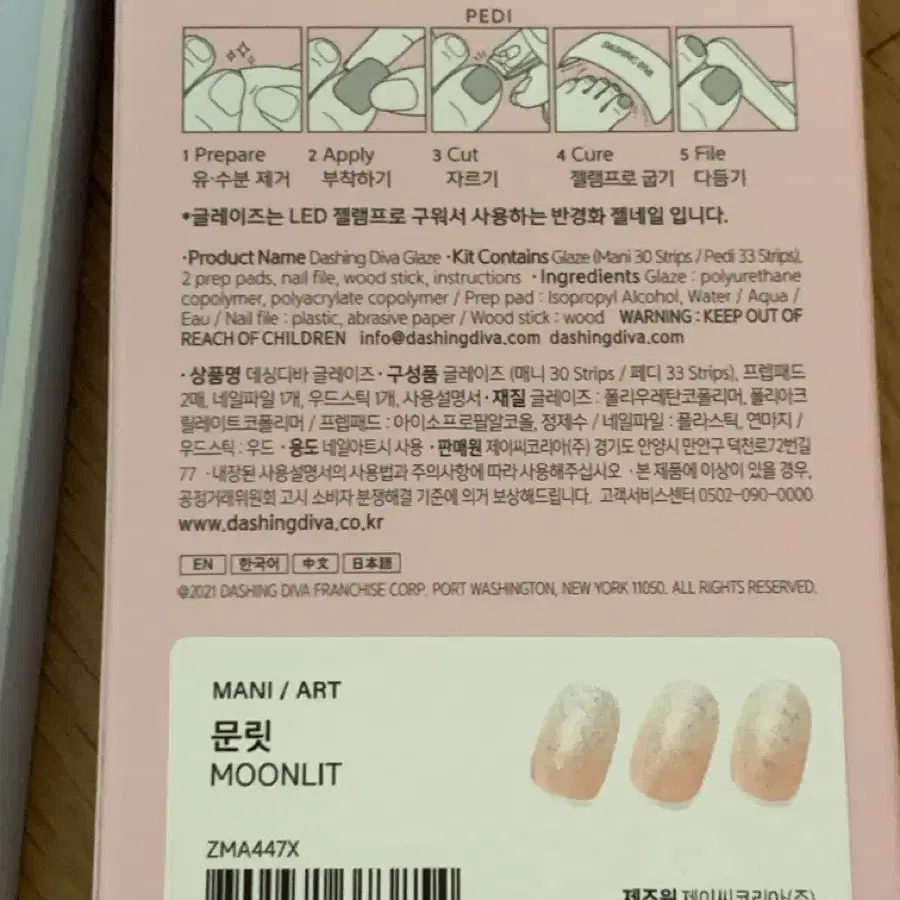 PEDI
DASHING DIVA
1 Prepare 2 Apply 3 Cut 4 Cure 5 File
유·수분 제거 부착하기 자르기 젤램프로 굽기 다듬기
*글레이즈는 LED 젤램프로 구워서 사용하는 반경화 젤네일 입니다.
·Product Name Dashing Diva Glaze ·Kit Contains Glaze (Mani 30 Strips / Pedi 33 Strips),
2 prep pads, nail file, wood stick, instructions ·Ingredients Glaze : polyurethane
copolymer, polyacrylate copolymer / Prep pad : Isopropyl Alcohol, Water / Aqua /
Eau / Nail file : plastic, abrasive paper / Wood stick : wood WARNING : KEEP OUT OF
REACH OF CHILDREN info@dashingdiva.com dashingdiva.com
·상품명 데싱디바 글레이즈·구성품 글레이즈 (매니 30 Strips / 페디 33 Strips), 프렙패드
2매, 네일파일 1개, 우드스틱 1개, 사용설명서·재질 글레이즈 : 폴리우레탄코폴리머, 폴리아크
릴레이트코폴리머 / 프렙패드 : 아이소프로필알코올, 정제수 / 네일파일 : 플라스틱, 연마지 /
우드스틱 : 우드 ·용도 네일아트시 사용 ·판매원 제이씨코리아(주) 경기도 안양시 만안구 덕천로72번길
77 ·내장된 사용설명서의 사용법과 주의사항에 따라 사용해주십시오 ·본 제품에 이상이 있을 경우,
공정거래위원회 고시 소비자 분쟁해결 기준에 의거 보상해드립니다. 고객서비스센터 0502-090-0000
www.dashingdiva.co.kr
EN 한국어 中文 日本語
©2021 DASHING DIVA FRANCHISE CORP. PORT WASHINGTON, NEW YORK 11050. ALL RIGHTS RESERVED.
MANI / ART
문릿
MOONLIT
ZMA447X
제조원 제이씨코리아(주)